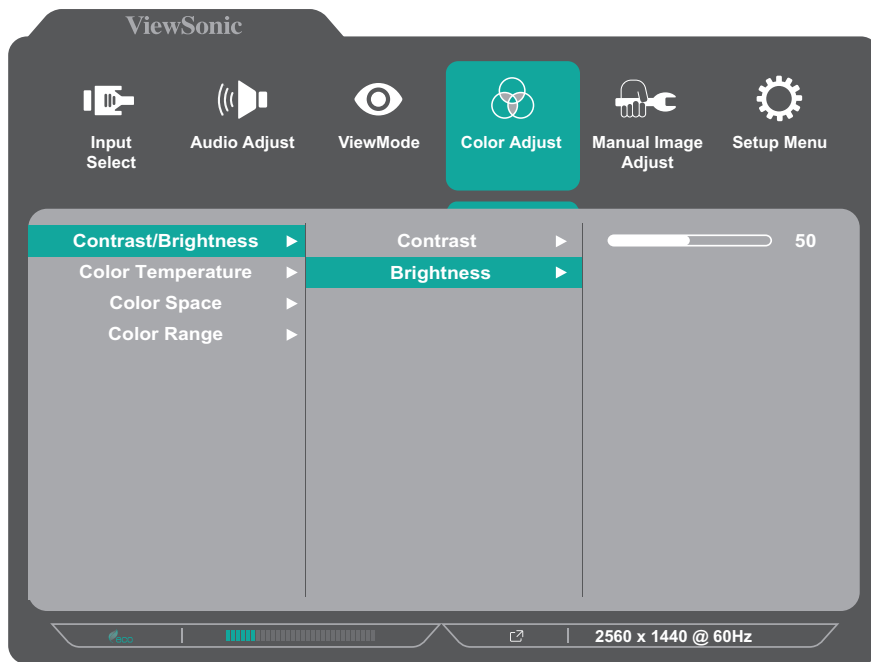 ViewSonic
Input
Select
Audio Adjust
ViewMode
Color Adjust
Manual Image
Adjust
Setup Menu
Contrast/Brightness
Contrast
50
Color Temperature
Brightness
Color Space
Color Range
eco
2560 x 1440 @ 60Hz